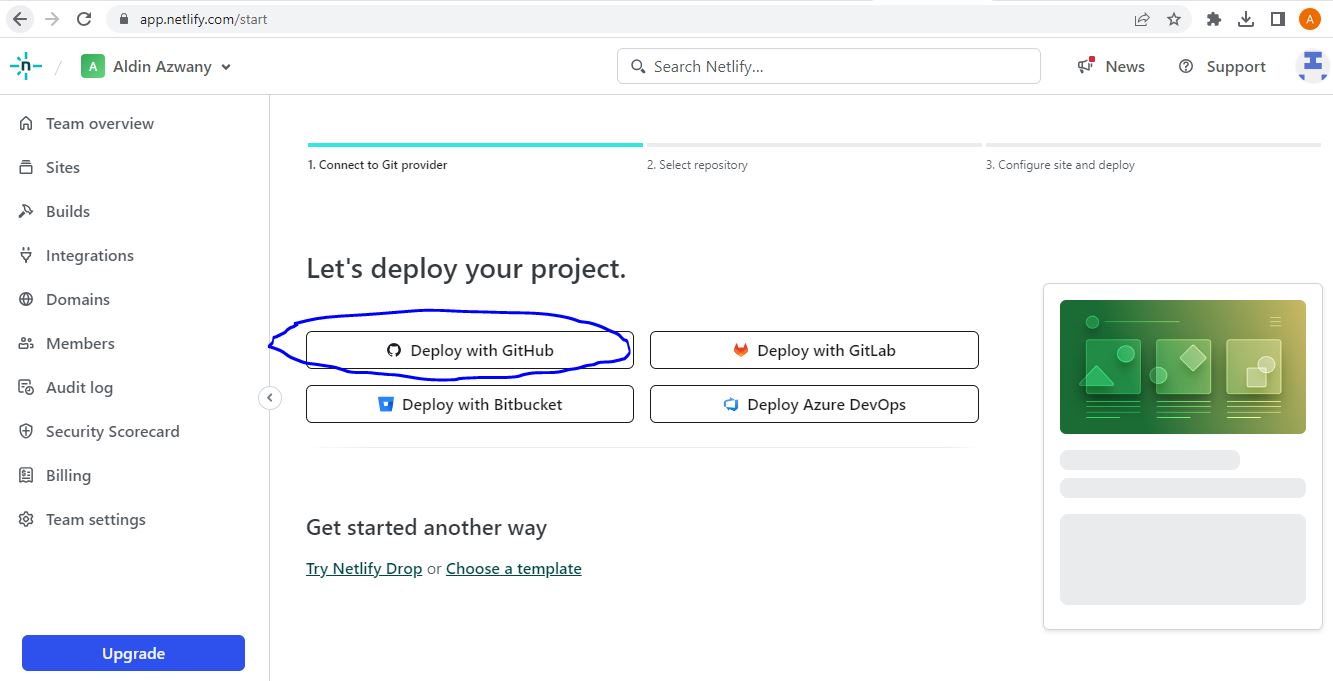 app.netlify.com/start
A
n
/
A
Aldin Azwany
Search Netlify...
News
Support
Team overview
Sites
Builds
Integrations
Domains
Members
Audit log
Security Scorecard
Billing
Team settings
Upgrade
1. Connect to Git provider
2. Select repository
3. Configure site and deploy
Let's deploy your project.
Deploy with GitHub
Deploy with GitLab
Deploy with Bitbucket
Deploy Azure DevOps
Get started another way
Try Netlify Drop or Choose a template